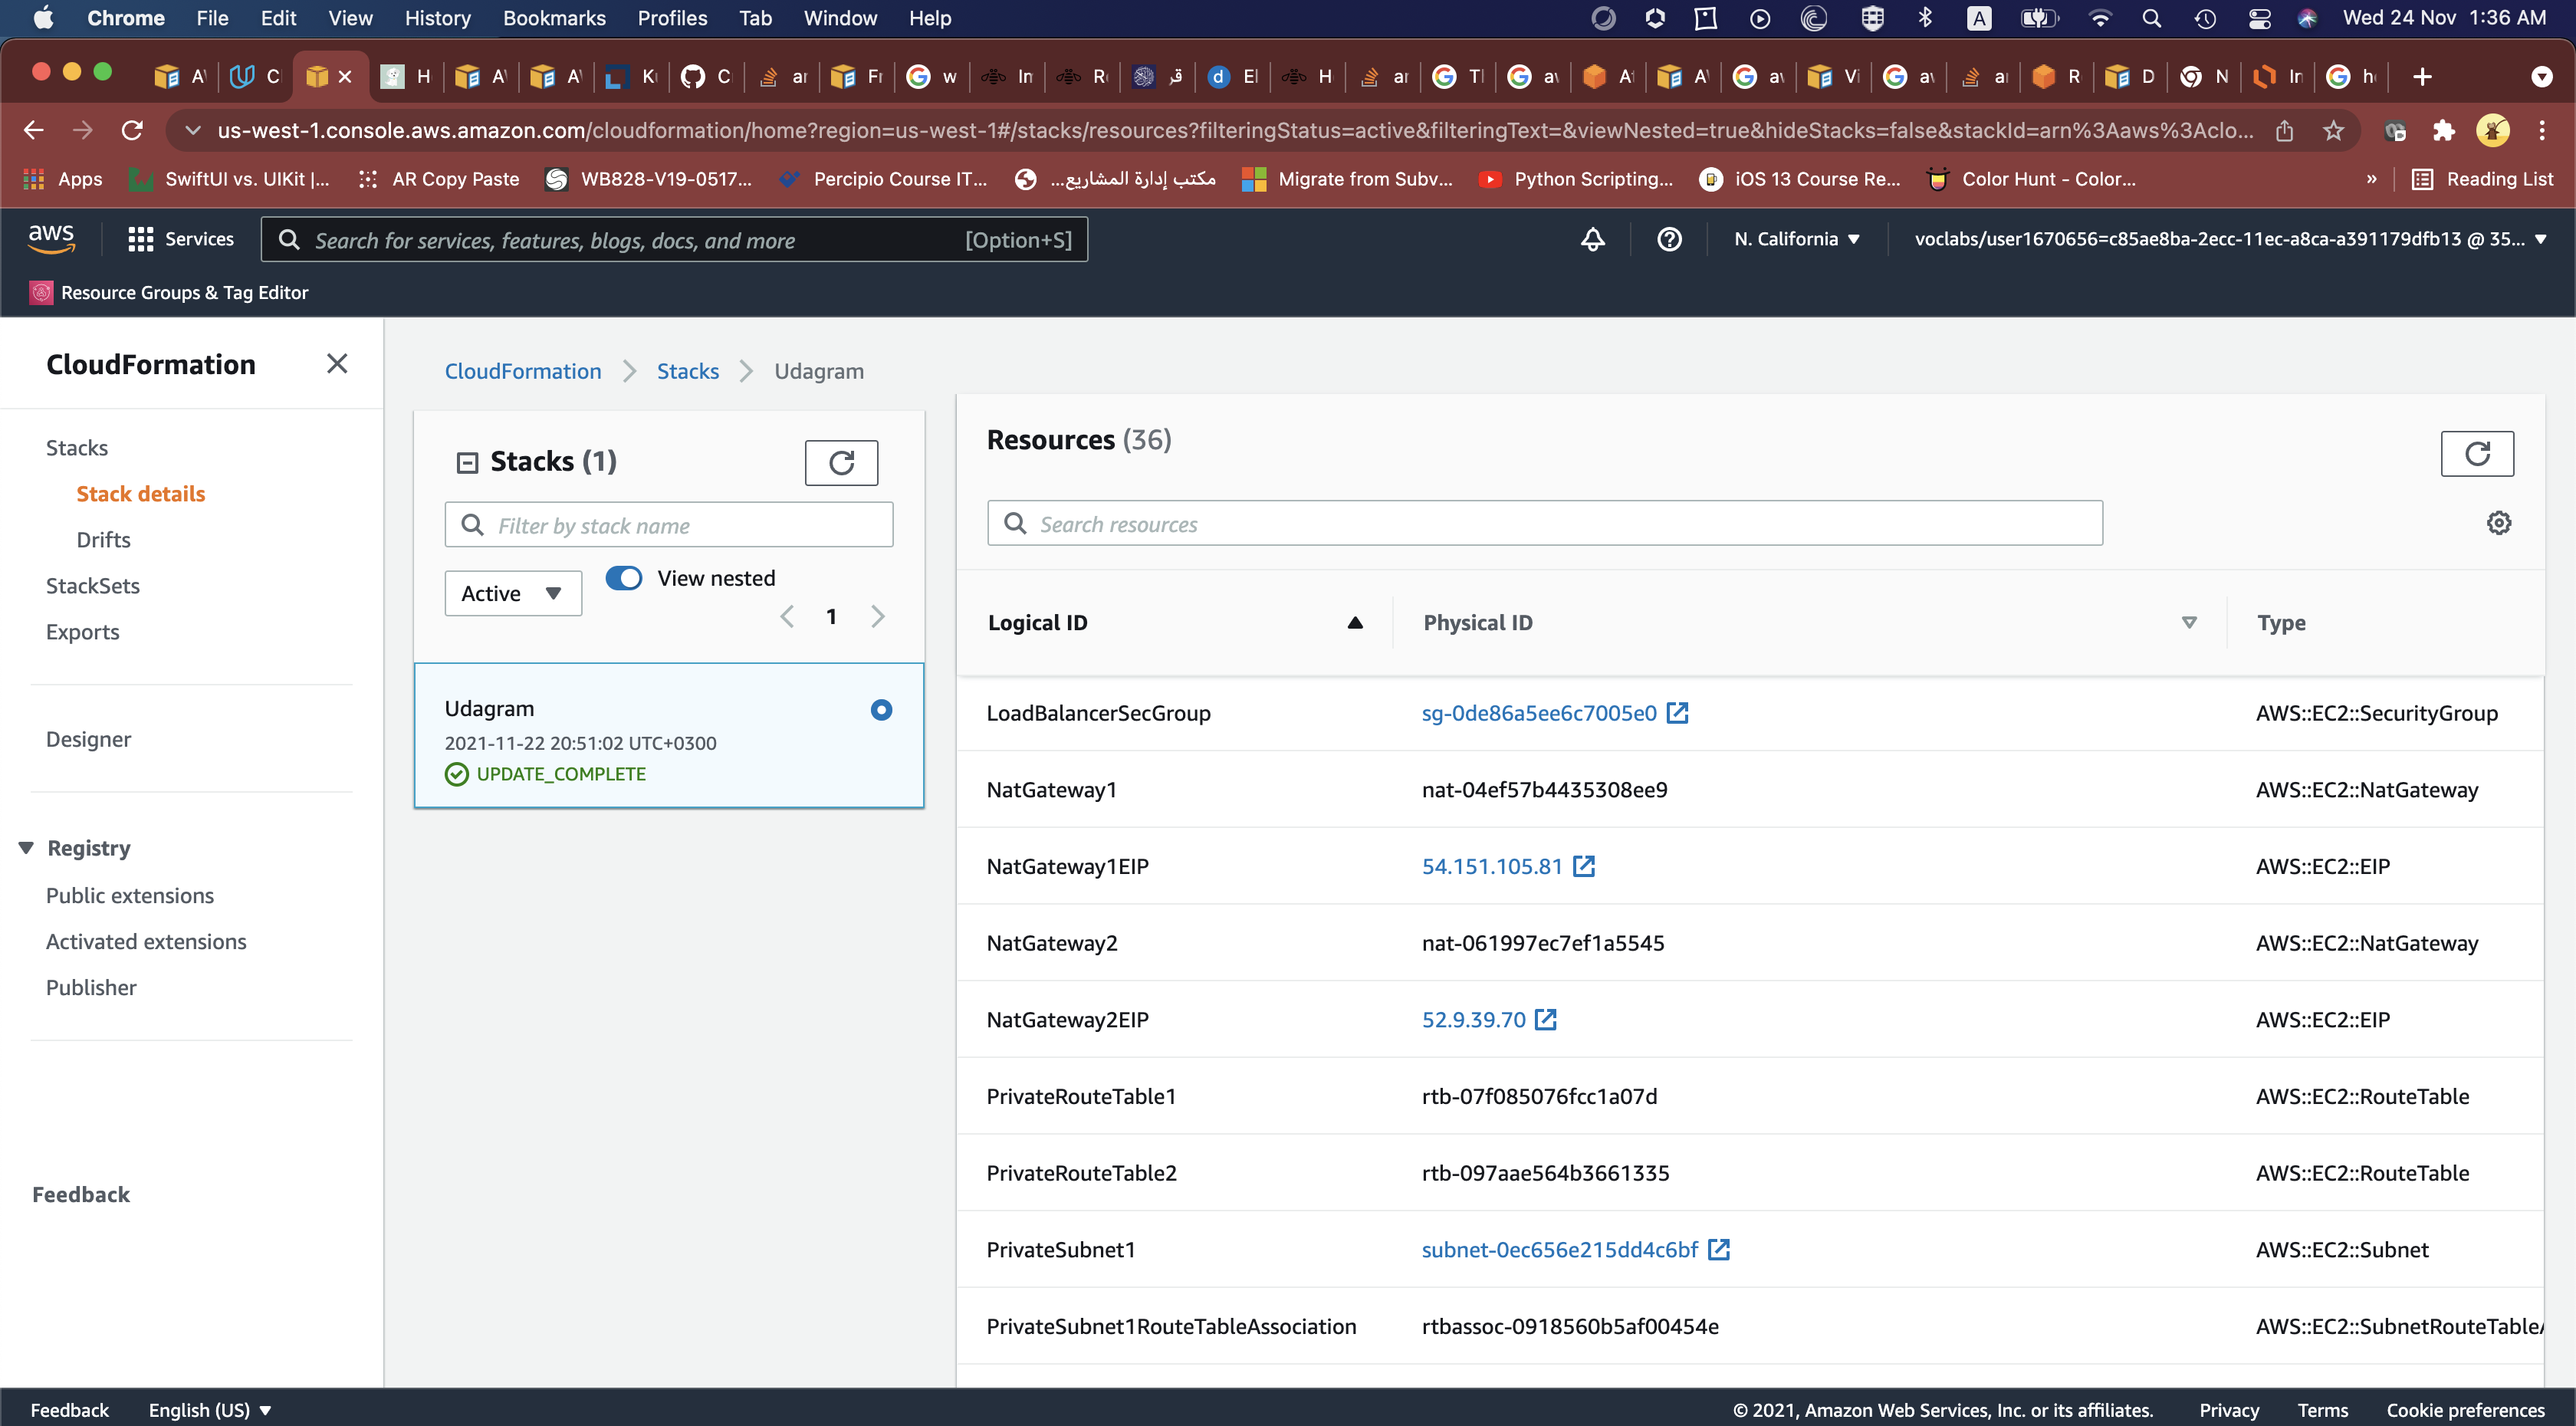 Chrome File Edit View History Bookmarks Profiles Tab Window Help A Wed 24 Nov 1:36 AM
us-west-1.console.aws.amazon.com/cloudformation/home?region=us-west-1#/stacks/resources?filteringStatus=active&filteringText=&viewNested=true&hideStacks=false&stackId=arn%3Aaws%3Aclo...
Apps SwiftUI vs. UIKit |... AR Copy Paste WB828-V19-0517... Percipio Course IT... مكتب إدارة المشاريع... Migrate from Subv... Python Scripting... iOS 13 Course Re... Color Hunt - Color... » Reading List
aws Services Search for services, features, blogs, docs, and more [Option+S] N. California voclabs/user1670656=c85ae8ba-2ecc-11ec-a8ca-a391179dfb13 @ 35...
Resource Groups & Tag Editor
CloudFormation
Stacks
Stack details
Drifts
StackSets
Exports
Designer
Registry
Public extensions
Activated extensions
Publisher
Feedback
CloudFormation Stacks Udagram
Stacks (1)
Filter by stack name
Active View nested
1
Udagram
2021-11-22 20:51:02 UTC+0300
UPDATE_COMPLETE
Resources (36)
Search resources
Logical ID Physical ID Type
LoadBalancerSecGroup sg-0de86a5ee6c7005e0 AWS::EC2::SecurityGroup
NatGateway1 nat-04ef57b4435308ee9 AWS::EC2::NatGateway
NatGateway1EIP 54.151.105.81 AWS::EC2::EIP
NatGateway2 nat-061997ec7ef1a5545 AWS::EC2::NatGateway
NatGateway2EIP 52.9.39.70 AWS::EC2::EIP
PrivateRouteTable1 rtb-07f085076fcc1a07d AWS::EC2::RouteTable
PrivateRouteTable2 rtb-097aae564b3661335 AWS::EC2::RouteTable
PrivateSubnet1 subnet-0ec656e215dd4c6bf AWS::EC2::Subnet
PrivateSubnet1RouteTableAssociation rtbassoc-0918560b5af00454e AWS::EC2::SubnetRouteTable
Feedback English (US) © 2021, Amazon Web Services, Inc. or its affiliates. Privacy Terms Cookie preferences